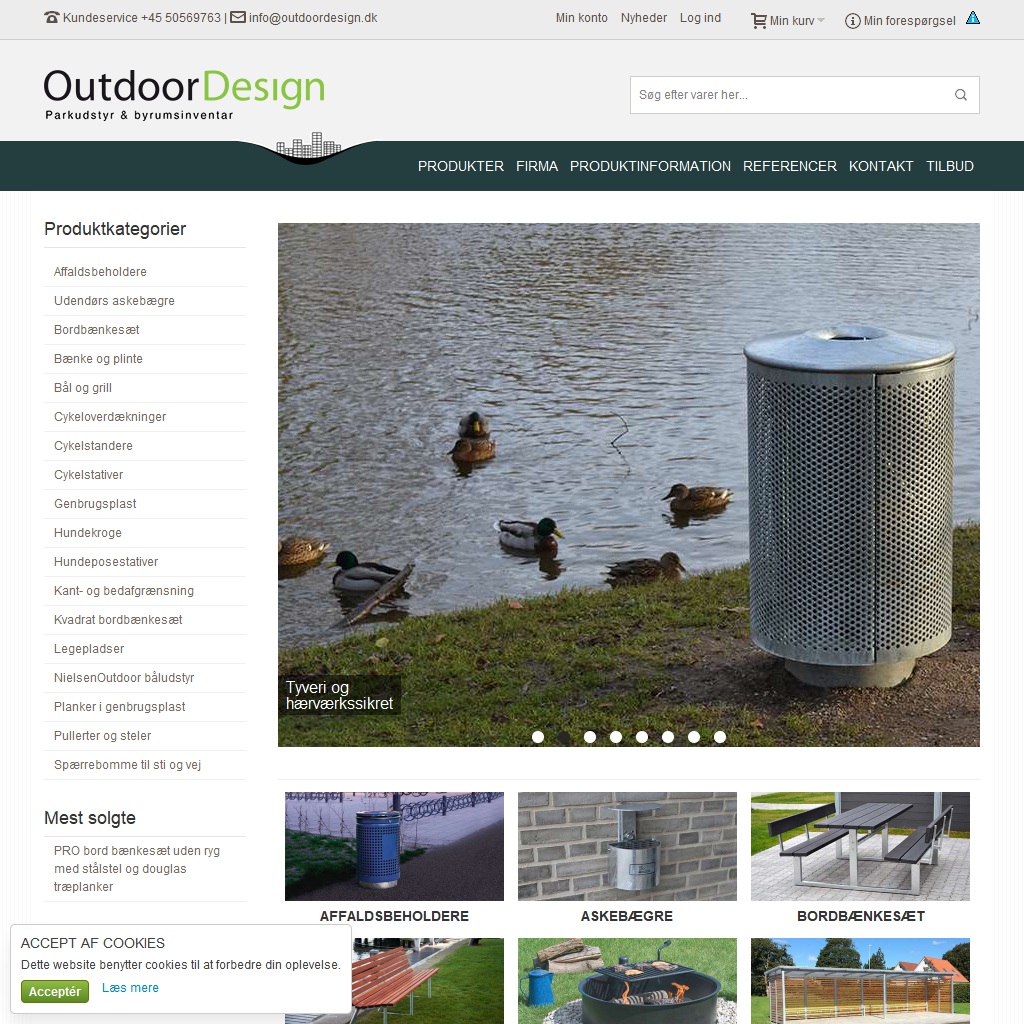 Kundeservice +45 50569763 | info@outdoordesign.dk
Min konto Nyheder Log ind Min kurv Min forespørgsel
OutdoorDesign
Parkudstyr & byrumsinventar
Søg efter varer her...
PRODUKTER FIRMA PRODUKTINFORMATION REFERENCER KONTAKT TILBUD
Produktkategorier
Affaldsbeholdere
Udendørs askebægre
Bordbænkesæt
Bænke og plinte
Bål og grill
Cykeloverdækninger
Cykelstandere
Cykelstativer
Genbrugsplast
Hundekroge
Hundeposestativer
Kant- og bedafgrænsning
Kvadrat bordbænkesæt
Legepladser
NielsenOutdoor båludstyr
Planker i genbrugsplast
Pullerter og steler
Spærrebomme til sti og vej
Mest solgte
PRO bord bænkesæt uden ryg
med stålstel og douglas
træplanker
Tyveri og
hærværkssikret
AFFALDSBEHOLDERE
ASKEBÆGRE
BORDBÆNKESÆT
ACCEPT AF COOKIES
Dette website benytter cookies til at forbedre din oplevelse.
Acceptér Læs mere